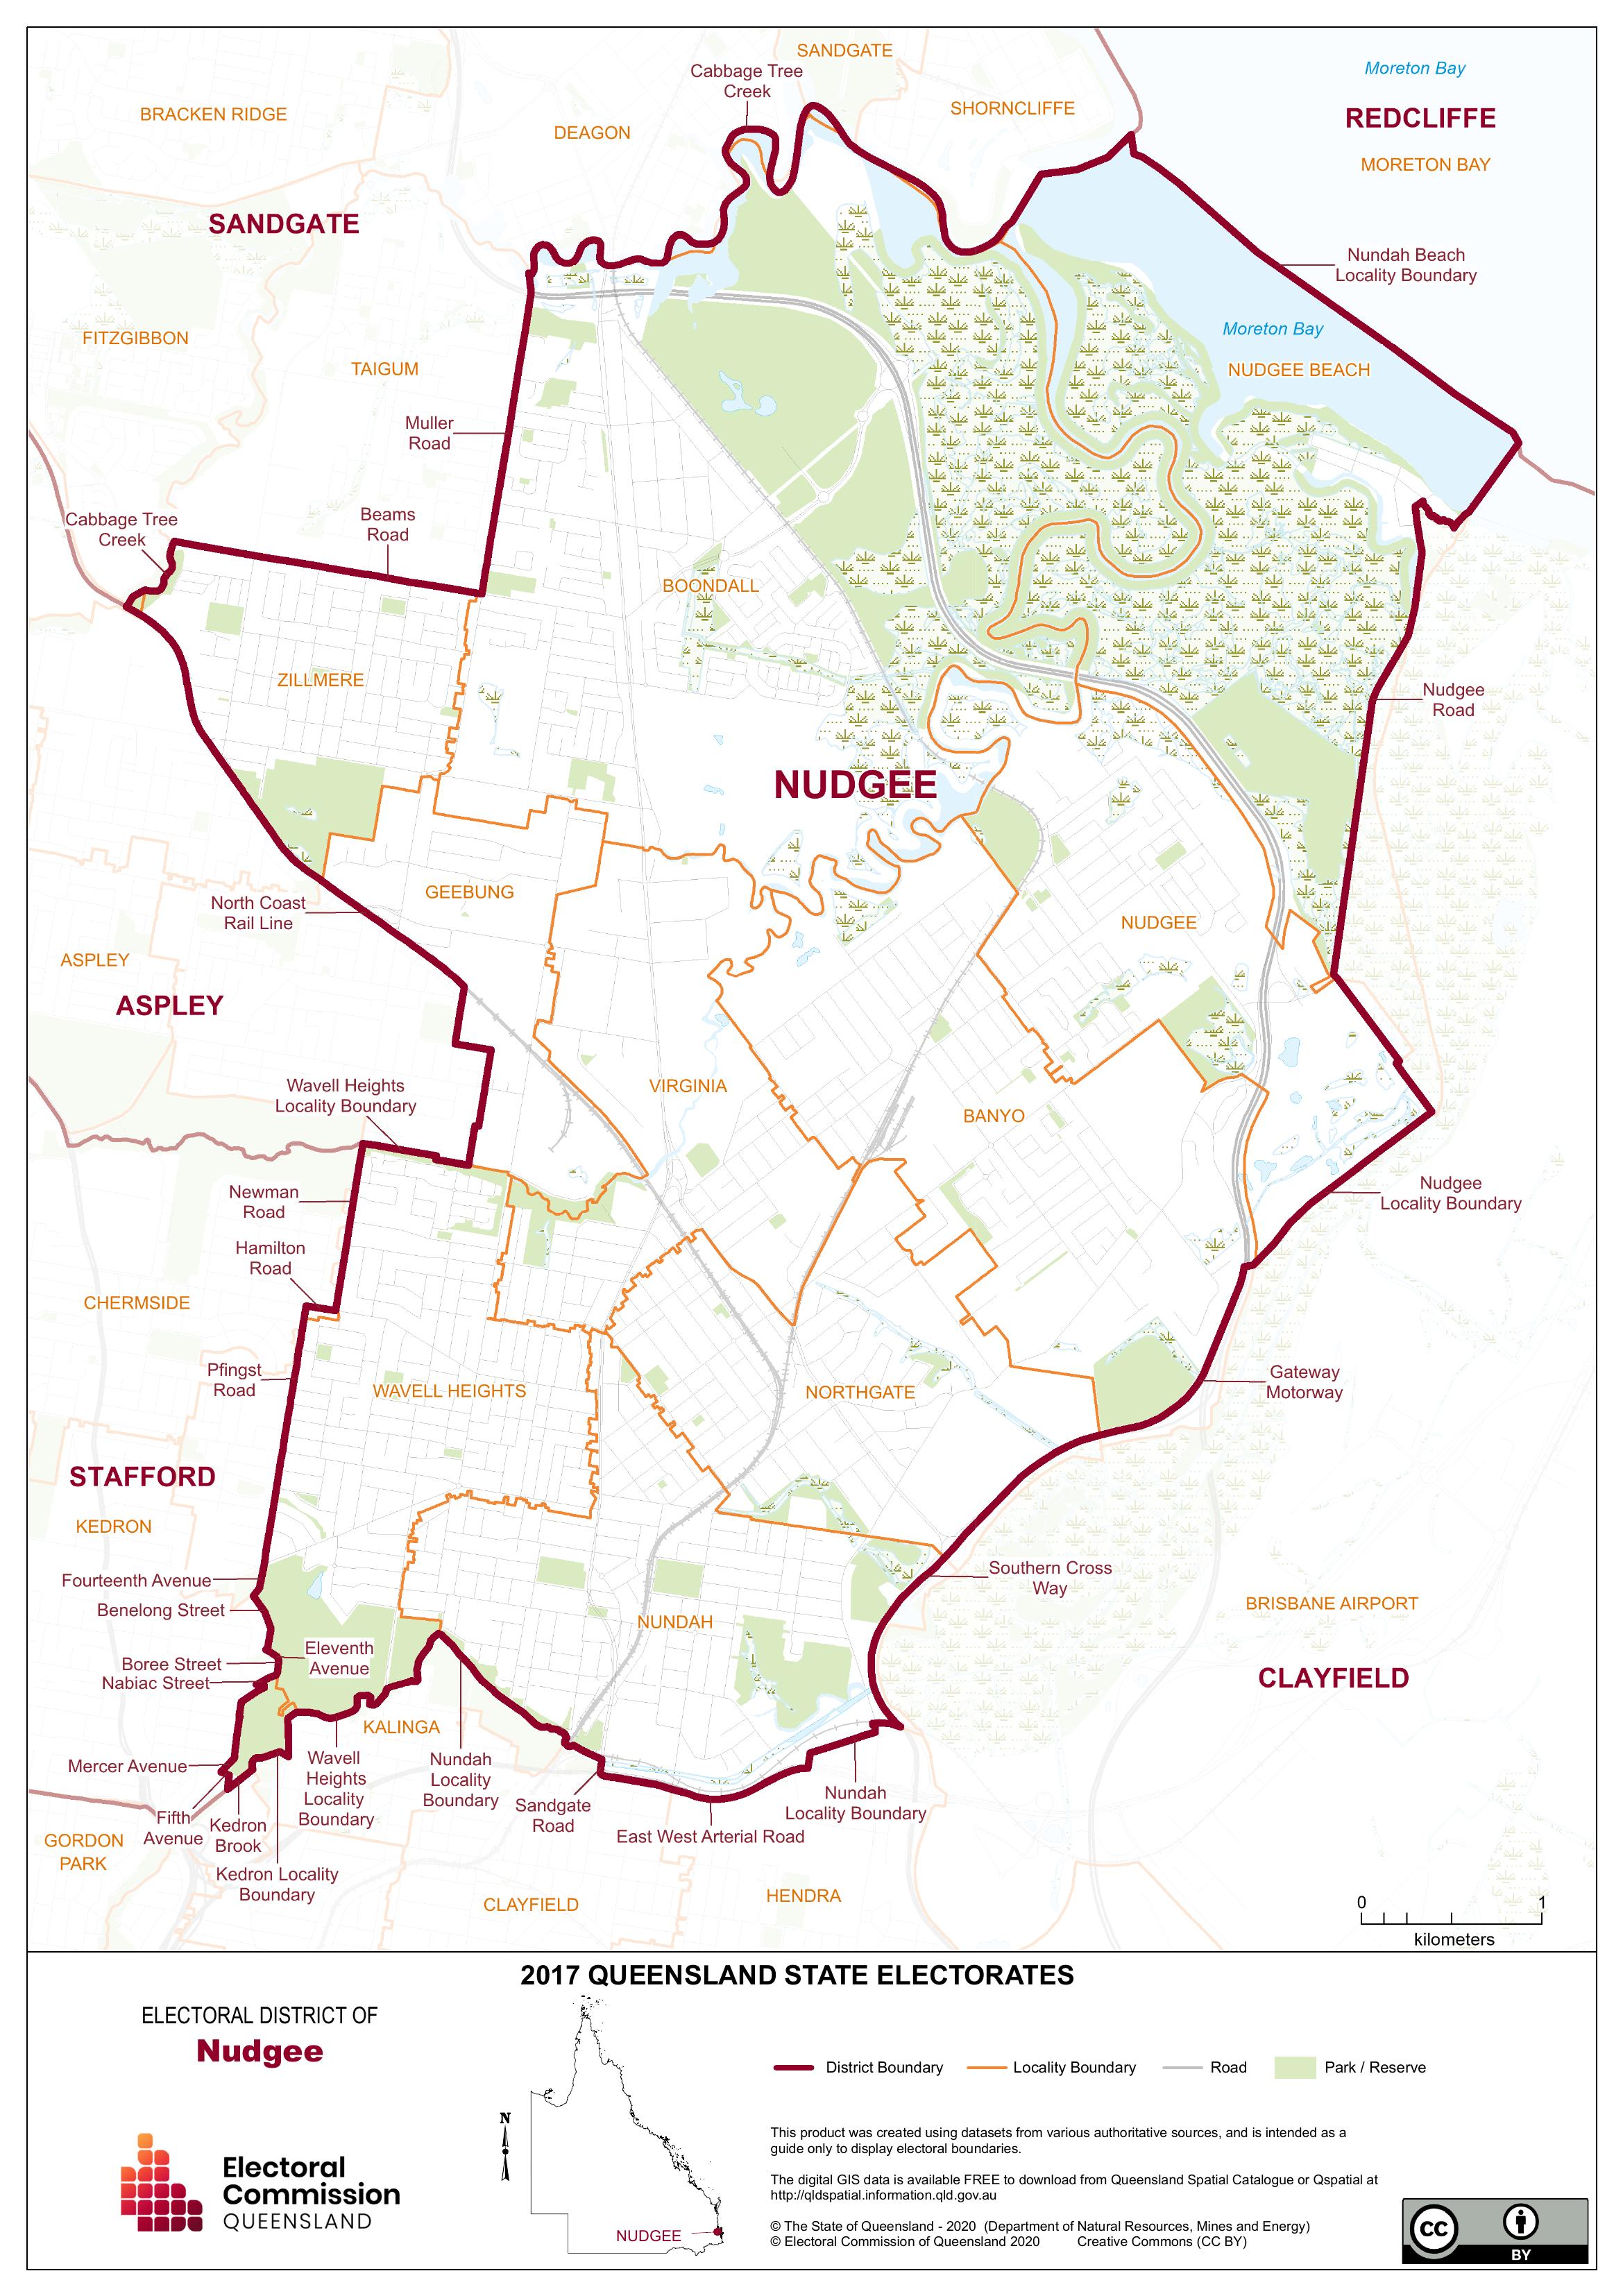 SANDGATE
Cabbage Tree
Creek
Moreton Bay
BRACKEN RIDGE
SHORNCLIFFE
REDCLIFFE
DEAGON
MORETON BAY
SANDGATE
Nundah Beach
Locality Boundary
FITZGIBBON
Moreton Bay
TAIGUM
NUDGEE BEACH
Muller
Road
Cabbage Tree
Creek
Beams
Road
BOONDALL
ZILLMERE
Nudgee
Road
NUDGEE
GEEBUNG
North Coast
Rail Line
NUDGEE
ASPLEY
ASPLEY
Wavell Heights
Locality Boundary
VIRGINIA
BANYO
Newman
Road
Nudgee
Locality Boundary
Hamilton
Road
CHERMSIDE
Pfingst
Road
Gateway
Motorway
WAVELL HEIGHTS
NORTHGATE
STAFFORD
KEDRON
Southern Cross
Way
Fourteenth Avenue
Benelong Street
BRISBANE AIRPORT
NUNDAH
Eleventh
Avenue
Boree Street
Nabiac Street
CLAYFIELD
KALINGA
Mercer Avenue
Wavell
Heights
Locality
Boundary
Nundah
Locality
Boundary
Nundah
Locality Boundary
Sandgate
Road
Fifth
Avenue
Kedron
Brook
East West Arterial Road
GORDON
PARK
Kedron Locality
Boundary
CLAYFIELD
HENDRA
0 1
kilometers
2017 QUEENSLAND STATE ELECTORATES
ELECTORAL DISTRICT OF
Nudgee
District Boundary
Locality Boundary
Road
Park / Reserve
N
This product was created using datasets from various authoritative sources, and is intended as a
guide only to display electoral boundaries.
The digital GIS data is available FREE to download from Queensland Spatial Catalogue or Qspatial at
http://qldspatial.information.qld.gov.au
© The State of Queensland - 2020 (Department of Natural Resources, Mines and Energy)
© Electoral Commission of Queensland 2020 Creative Commons (CC BY)
Electoral
Commission
QUEENSLAND
NUDGEE
CC
BY